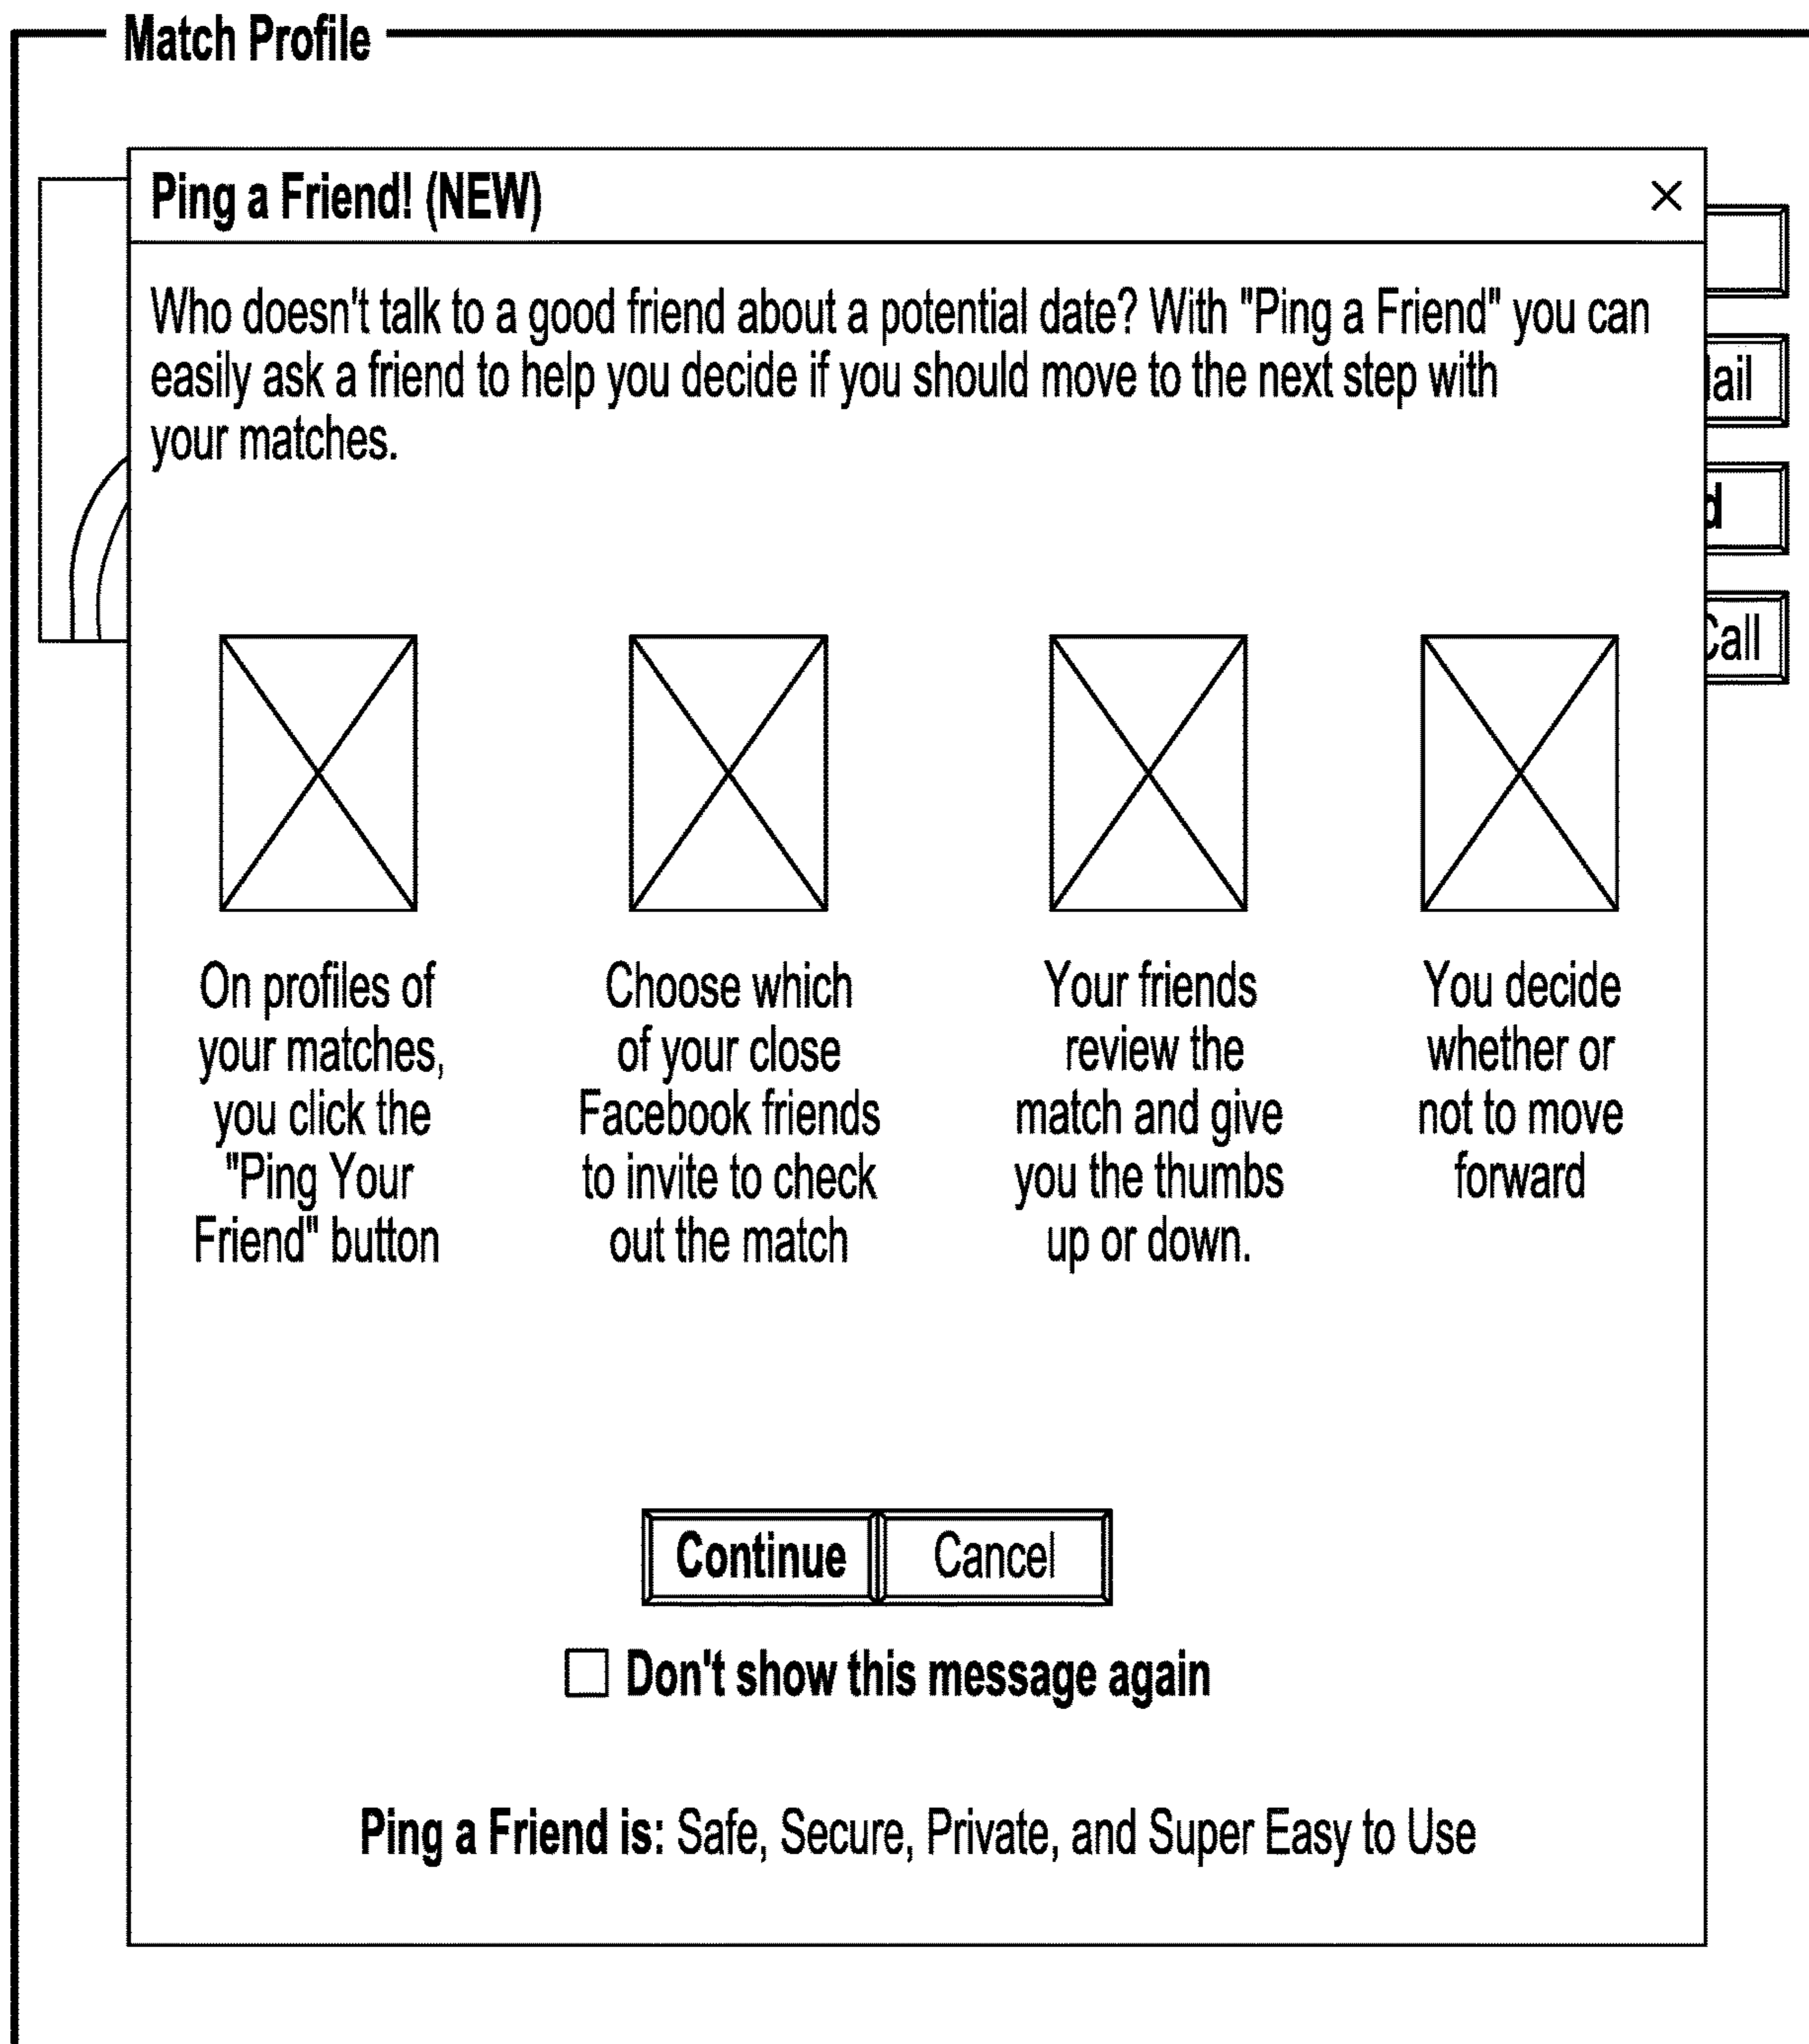 Match Profile
Ping a Friend! (NEW)
Who doesn't talk to a good friend about a potential date? With "Ping a Friend" you can
easily ask a friend to help you decide if you should move to the next step with
your matches.
ail
d
Call
On profiles of
your matches,
you click the
"Ping Your
Friend" button
Choose which
of your close
Facebook friends
to invite to check
out the match
Your friends
review the
match and give
you the thumbs
up or down.
You decide
whether or
not to move
forward
Continue
Cancel
Don't show this message again
Ping a Friend is: Safe, Secure, Private, and Super Easy to Use